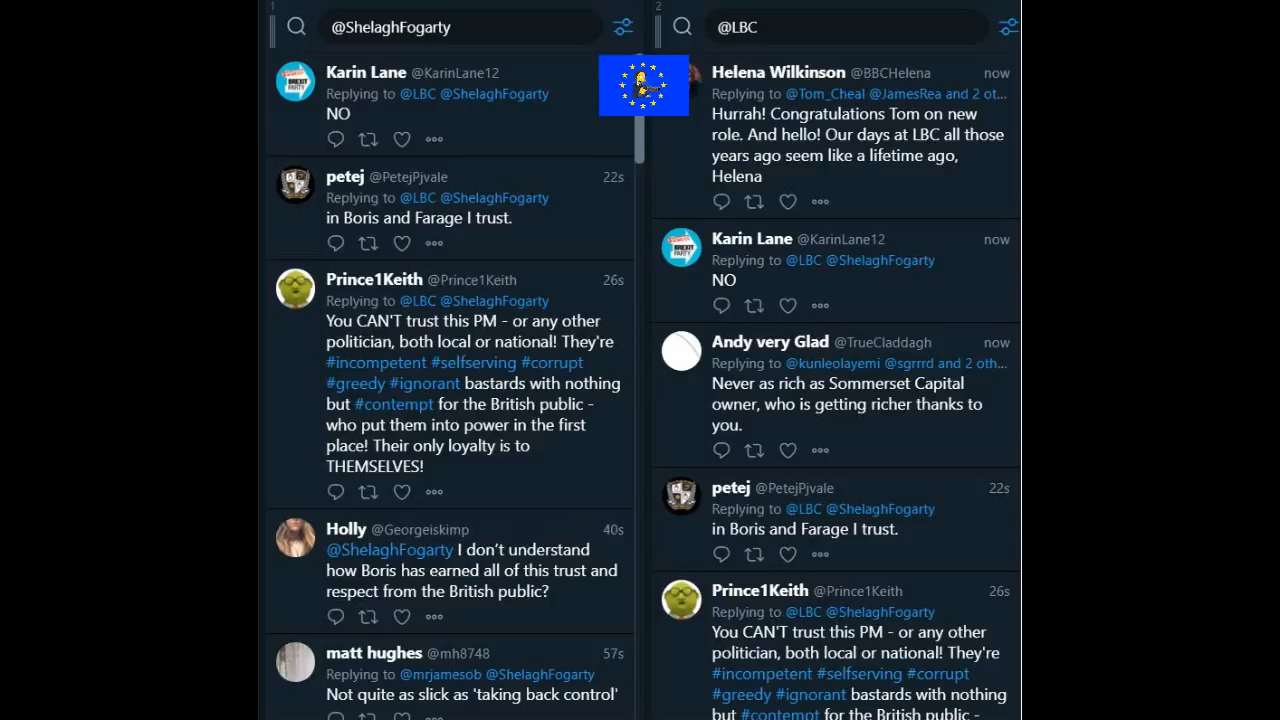 1
@ShelaghFogarty
Karin Lane @KarinLane12
Replying to @LBC @ShelaghFogarty
NO
petej @PetejPjvale 22s
Replying to @LBC @ShelaghFogarty
in Boris and Farage I trust.
Prince1Keith @Prince1Keith 26s
Replying to @LBC @ShelaghFogarty
You CAN'T trust this PM - or any other
politician, both local or national! They're
#incompetent #selfserving #corrupt
#greedy #ignorant bastards with nothing
but #contempt for the British public -
who put them into power in the first
place! Their only loyalty is to
THEMSELVES!
Holly @Georgeiskimp 40s
@ShelaghFogarty I don't understand
how Boris has earned all of this trust and
respect from the British public?
matt hughes @mh8748 57s
Replying to @mrjamesob @ShelaghFogarty
Not quite as slick as 'taking back control'
2
@LBC
Helena Wilkinson @BBCHelena now
Replying to @Tom_Cheal @JamesRea and 2 ot...
Hurrah! Congratulations Tom on new
role. And hello! Our days at LBC all those
years ago seem like a lifetime ago,
Helena
Karin Lane @KarinLane12 now
Replying to @LBC @ShelaghFogarty
NO
Andy very Glad @TrueCladdagh now
Replying to @kunleolayemi @sgrrrd and 2 oth...
Never as rich as Sommerset Capital
owner, who is getting richer thanks to
you.
petej @PetejPjvale 22s
Replying to @LBC @ShelaghFogarty
in Boris and Farage I trust.
Prince1Keith @Prince1Keith 26s
Replying to @LBC @ShelaghFogarty
You CAN'T trust this PM - or any other
politician, both local or national! They're
#incompetent #selfserving #corrupt
#greedy #ignorant bastards with nothing
but #contempt for the British public -